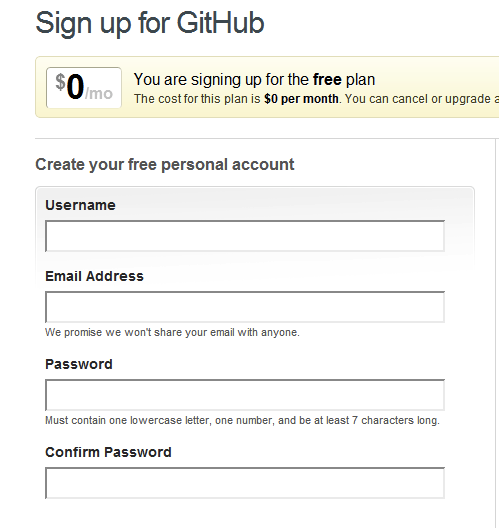 Sign up for GitHub
$0/mo
You are signing up for the free plan
The cost for this plan is $0 per month. You can cancel or upgrade a
Create your free personal account
Username
Email Address
We promise we won't share your email with anyone.
Password
Must contain one lowercase letter, one number, and be at least 7 characters long.
Confirm Password